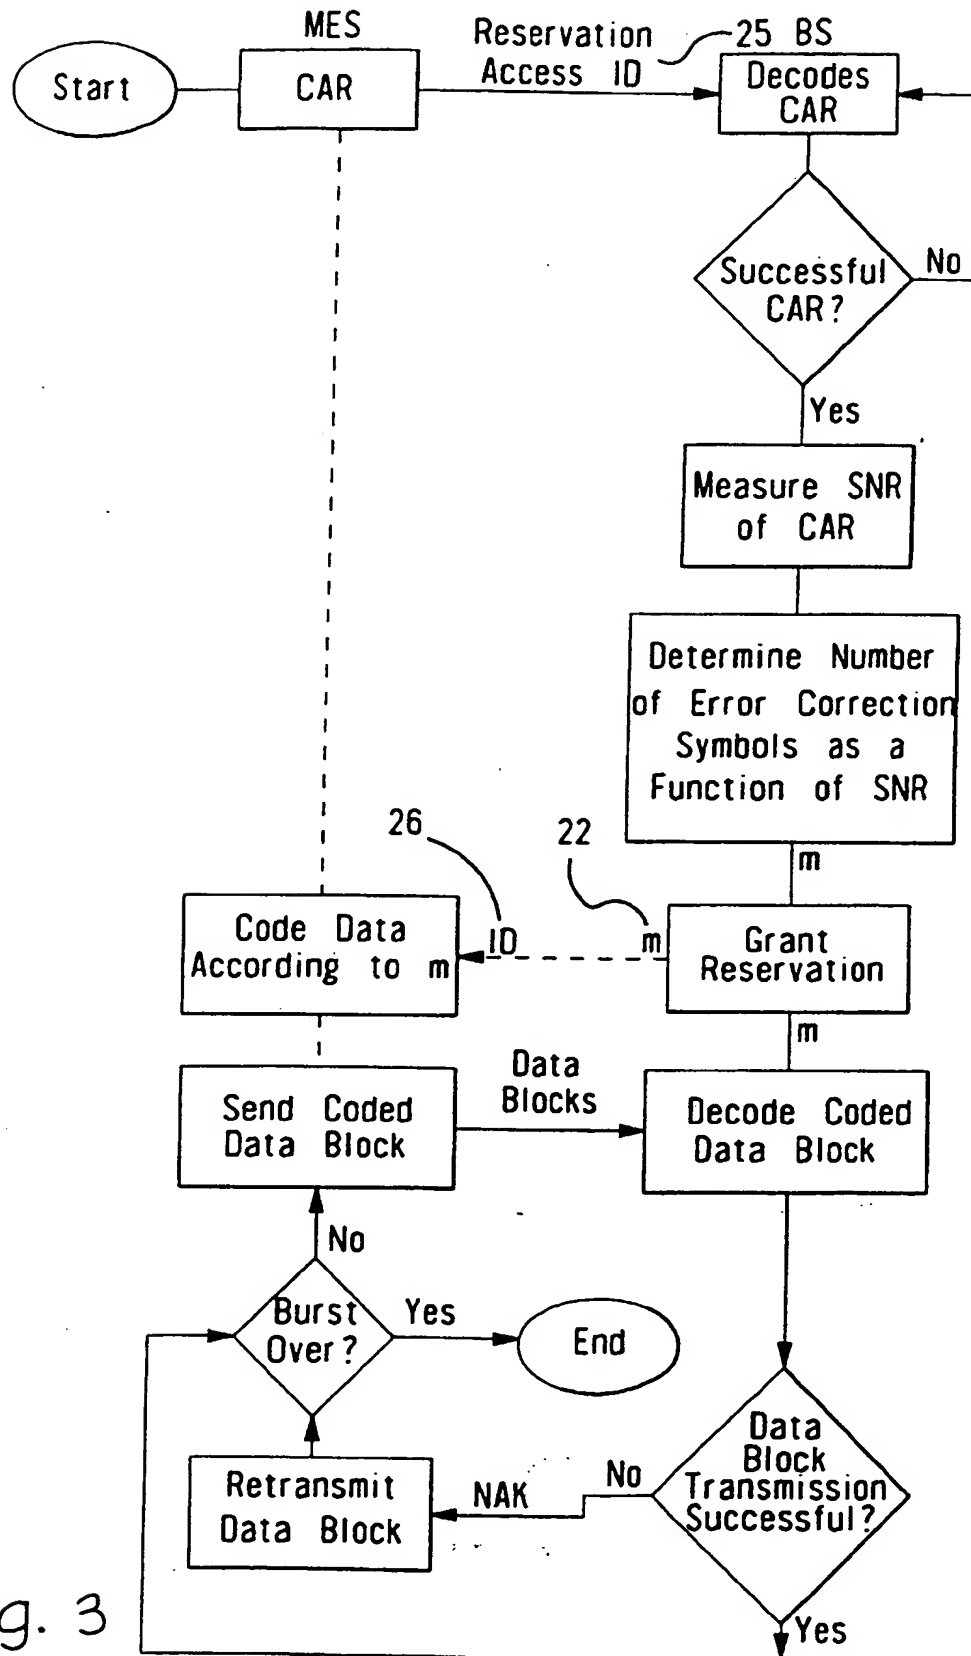 MES
Reservation
Access ID
25 BS
Start
CAR
Decodes
CAR
Successful
CAR?
No
Yes
Measure SNR
of CAR
Determine Number
of Error Correction
Symbols as a
Function of SNR
m
26
22
Code Data
According to m
ID
m
Grant
Reservation
m
Send Coded
Data Block
Data
Blocks
Decode Coded
Data Block
No
Burst
Over?
Yes
End
Data
Block
Transmission
Successful?
No
NAK
Retransmit
Data Block
Yes
g. 3